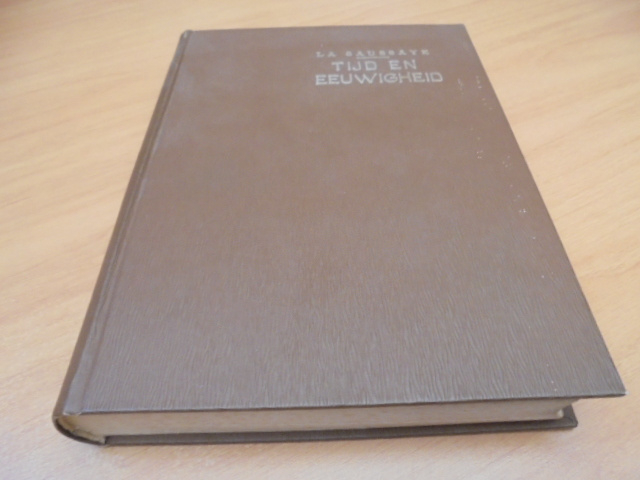 LA SAUSSAYE
TIJD EN
EEUWIGHEID